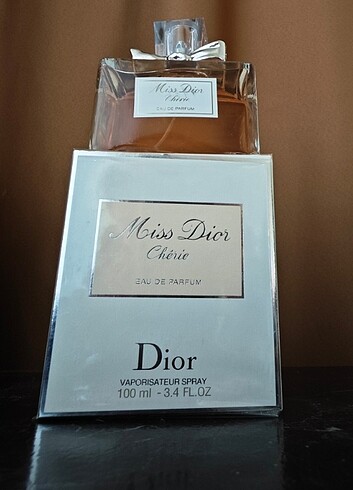 Miss Dior
Chérie
EAU DE PARFUM
Miss Dior
Chérie
EAU DE PARFUM
Dior
VAPORISATEUR SPRAY
100 ml - 3.4 FL.OZ